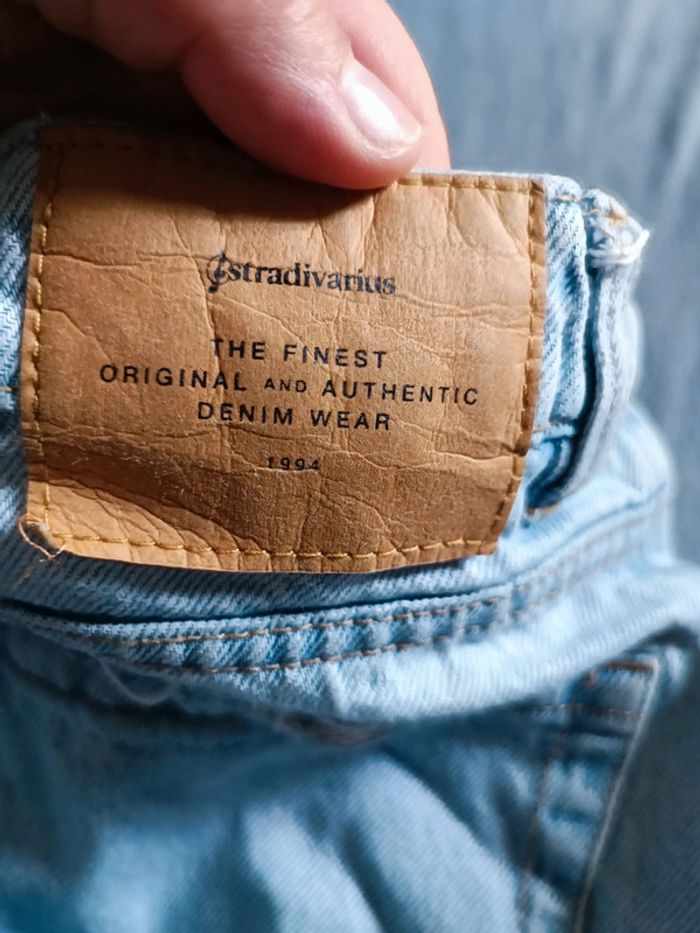 stradivarius
THE FINEST
ORIGINAL AND AUTHENTIC
DENIM WEAR
1994